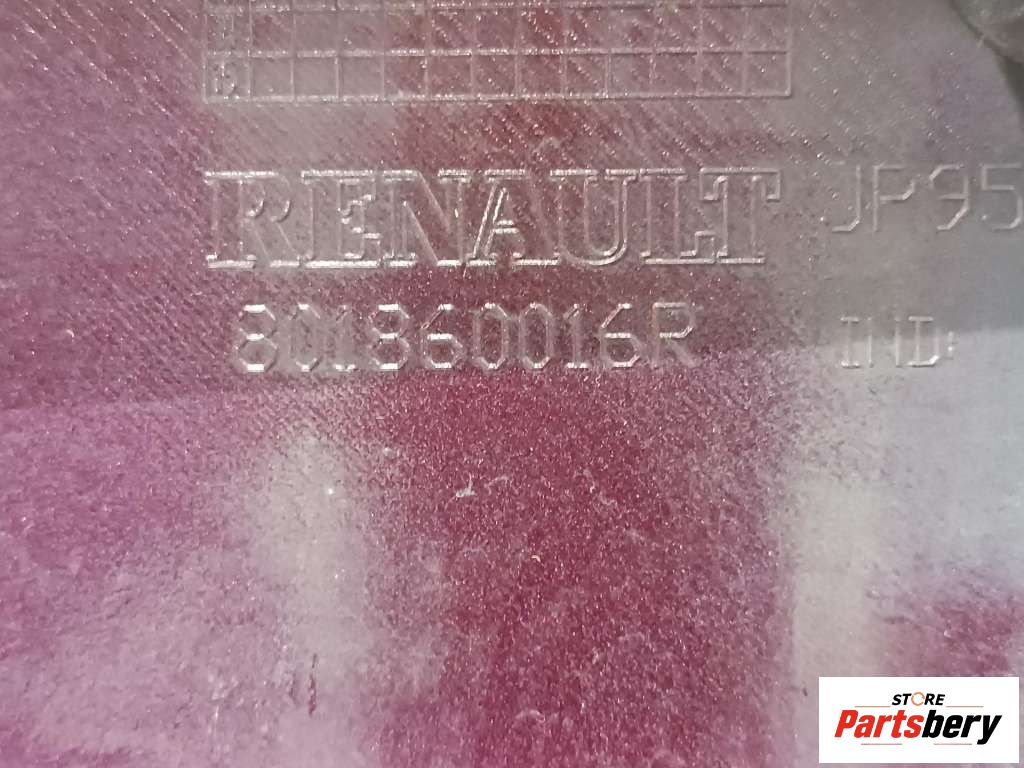 RENAULT JP95
801860016R IND:
STORE
Partsbery